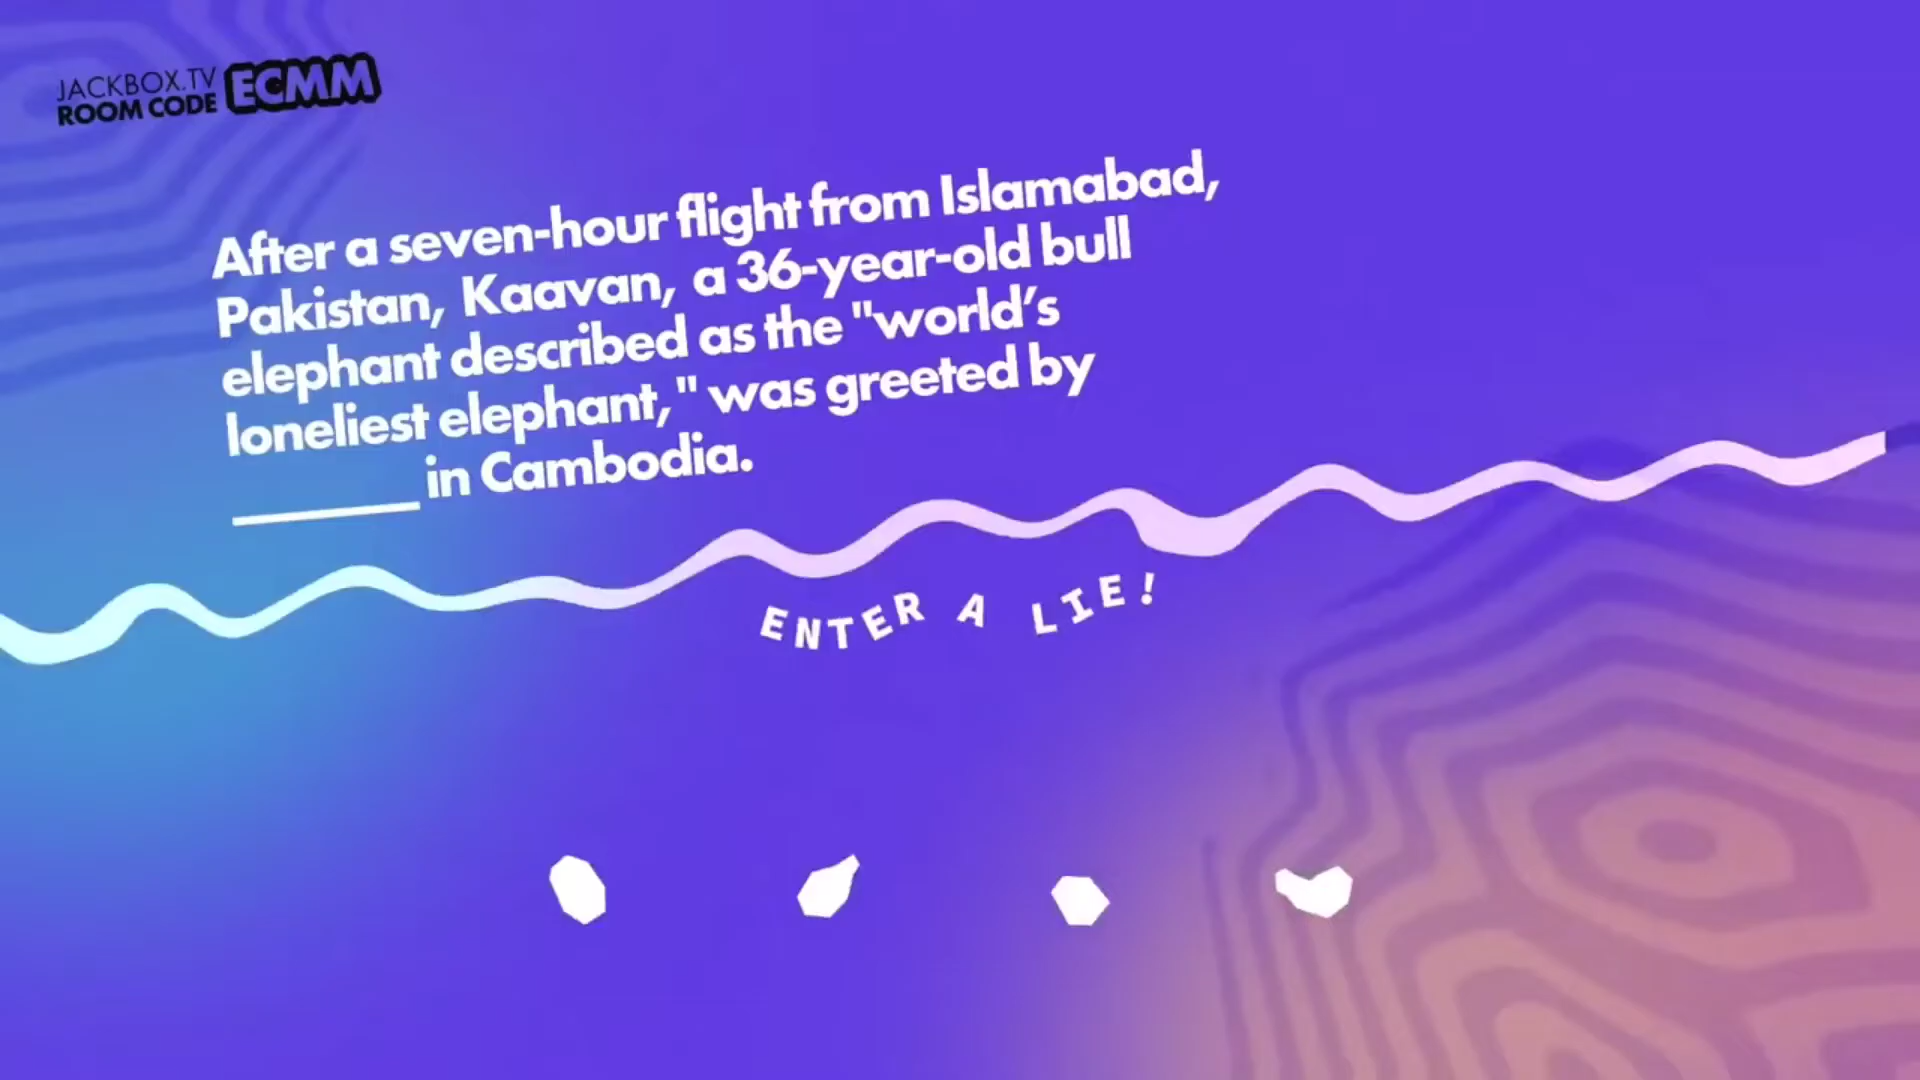 JACKBOX.TV
ROOM CODE ECMM
After a seven-hour flight from Islamabad,
Pakistan, Kaavan, a 36-year-old bull
elephant described as the "world's
loneliest elephant," was greeted by
________ in Cambodia.
ENTER A LIE!